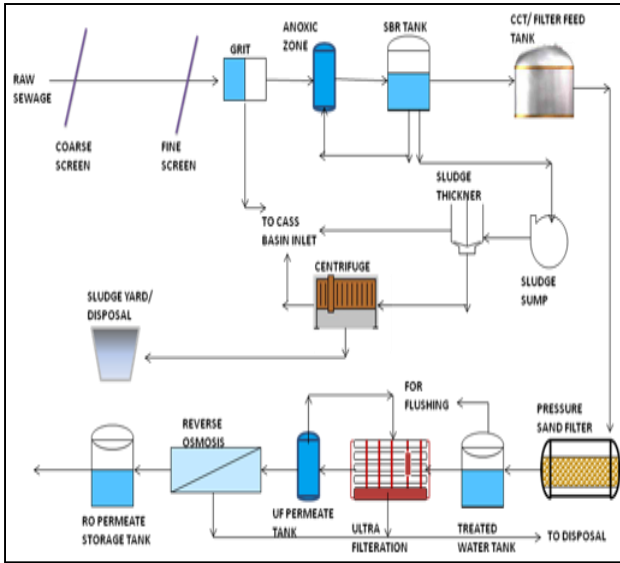 CCT/ FILTER FEED
TANK
ANOXIC
ZONE
SBR TANK
GRIT
RAW
SEWAGE
COARSE
SCREEN
FINE
SCREEN
SLUDGE
THICKNER
TO CASS
BASIN INLET
SLUDGE
SUMP
CENTRIFUGE
SLUDGE YARD/
DISPOSAL
FOR
FLUSHING
PRESSURE
SAND FILTER
REVERSE
OSMOSIS
RO PERMEATE
STORAGE TANK
UF PERMEATE
TANK
ULTRA
FILTERATION
TREATED
WATER TANK
TO DISPOSAL